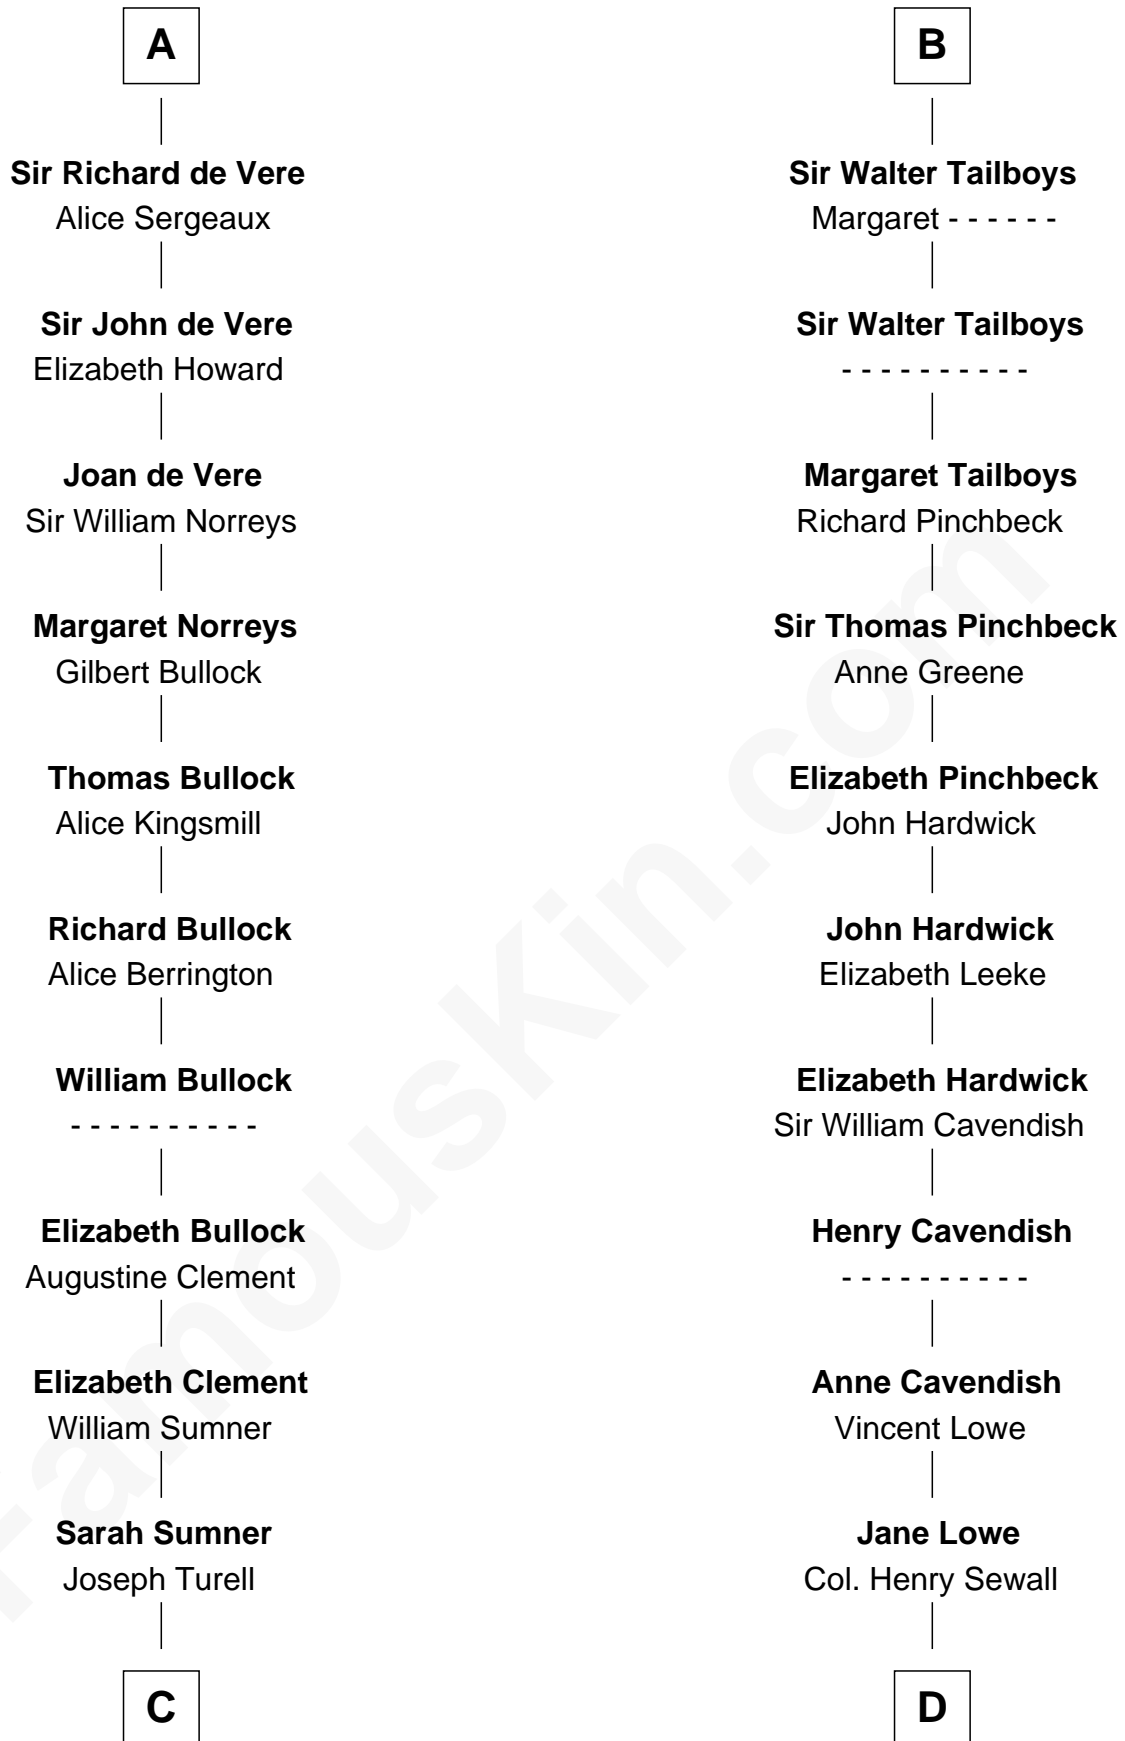 A
Sir Richard de Vere
Alice Sergeaux
Sir John de Vere
Elizabeth Howard
Joan de Vere
Sir William Norreys
Margaret Norreys
Gilbert Bullock
Thomas Bullock
Alice Kingsmill
Richard Bullock
Alice Berrington
William Bullock
- - - - - - - - - -
Elizabeth Bullock
Augustine Clement
Elizabeth Clement
William Sumner
Sarah Sumner
Joseph Turell
C
B
Sir Walter Tailboys
Margaret - - - - - -
Sir Walter Tailboys
- - - - - - - - - -
Margaret Tailboys
Richard Pinchbeck
Sir Thomas Pinchbeck
Anne Greene
Elizabeth Pinchbeck
John Hardwick
John Hardwick
Elizabeth Leeke
Elizabeth Hardwick
Sir William Cavendish
Henry Cavendish
- - - - - - - - - -
Anne Cavendish
Vincent Lowe
Jane Lowe
Col. Henry Sewall
D
FamousKin.com